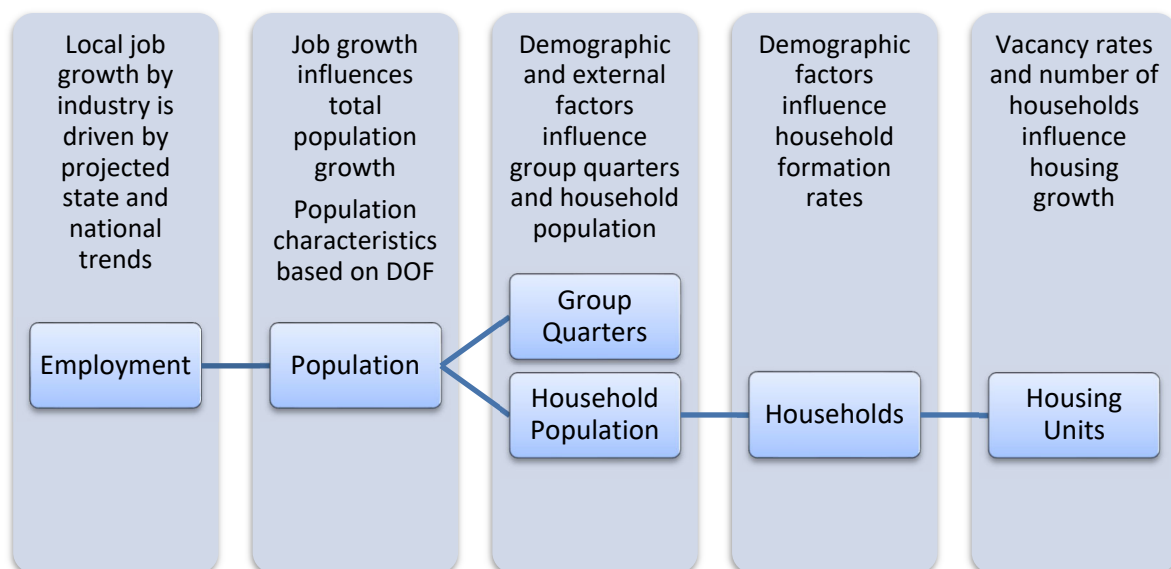 Local job
growth by
industry is
driven by
projected
state and
national
trends
Employment
Job growth
influences
total
population
growth
Population
characteristics
based on DOF
Population
Demographic
and external
factors
influence
group quarters
and household
population
Group
Quarters
Household
Population
Demographic
factors
influence
household
formation
rates
Households
Vacancy rates
and number of
households
influence
housing
growth
Housing
Units